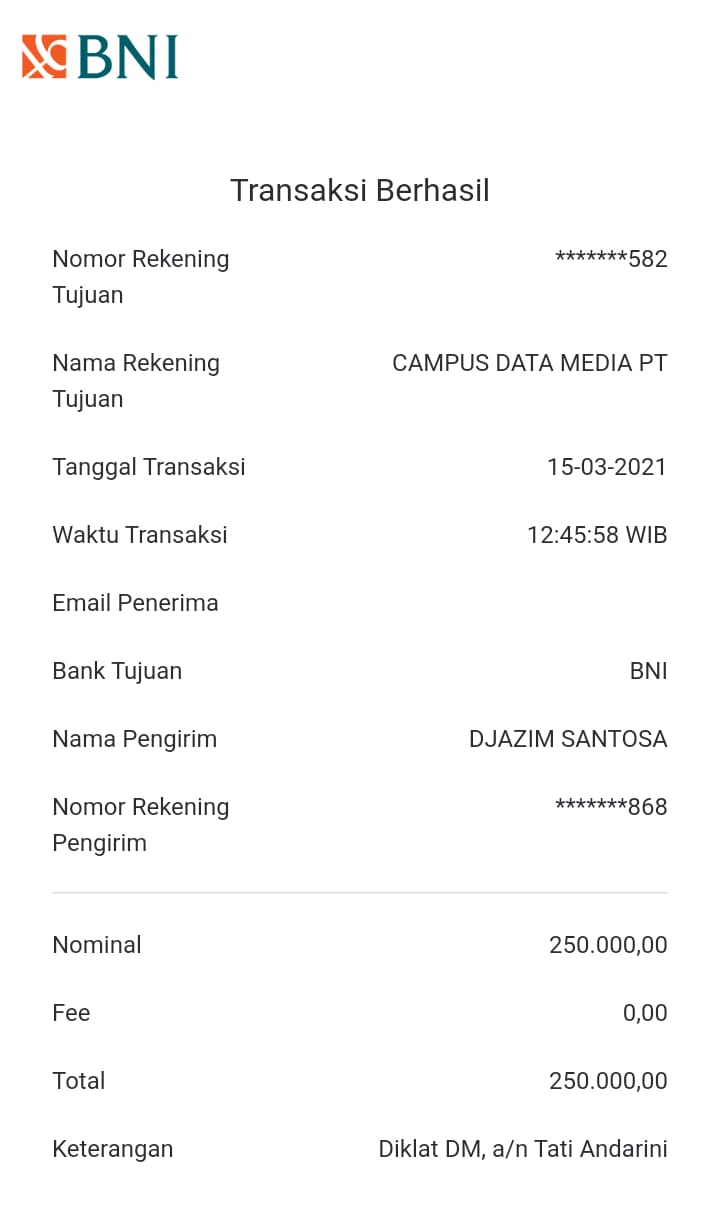 BNI
Transaksi Berhasil
Nomor Rekening Tujuan *******582
Nama Rekening Tujuan CAMPUS DATA MEDIA PT
Tanggal Transaksi 15-03-2021
Waktu Transaksi 12:45:58 WIB
Email Penerima
Bank Tujuan BNI
Nama Pengirim DJAZIM SANTOSA
Nomor Rekening Pengirim *******868
Nominal 250.000,00
Fee 0,00
Total 250.000,00
Keterangan Diklat DM, a/n Tati Andarini